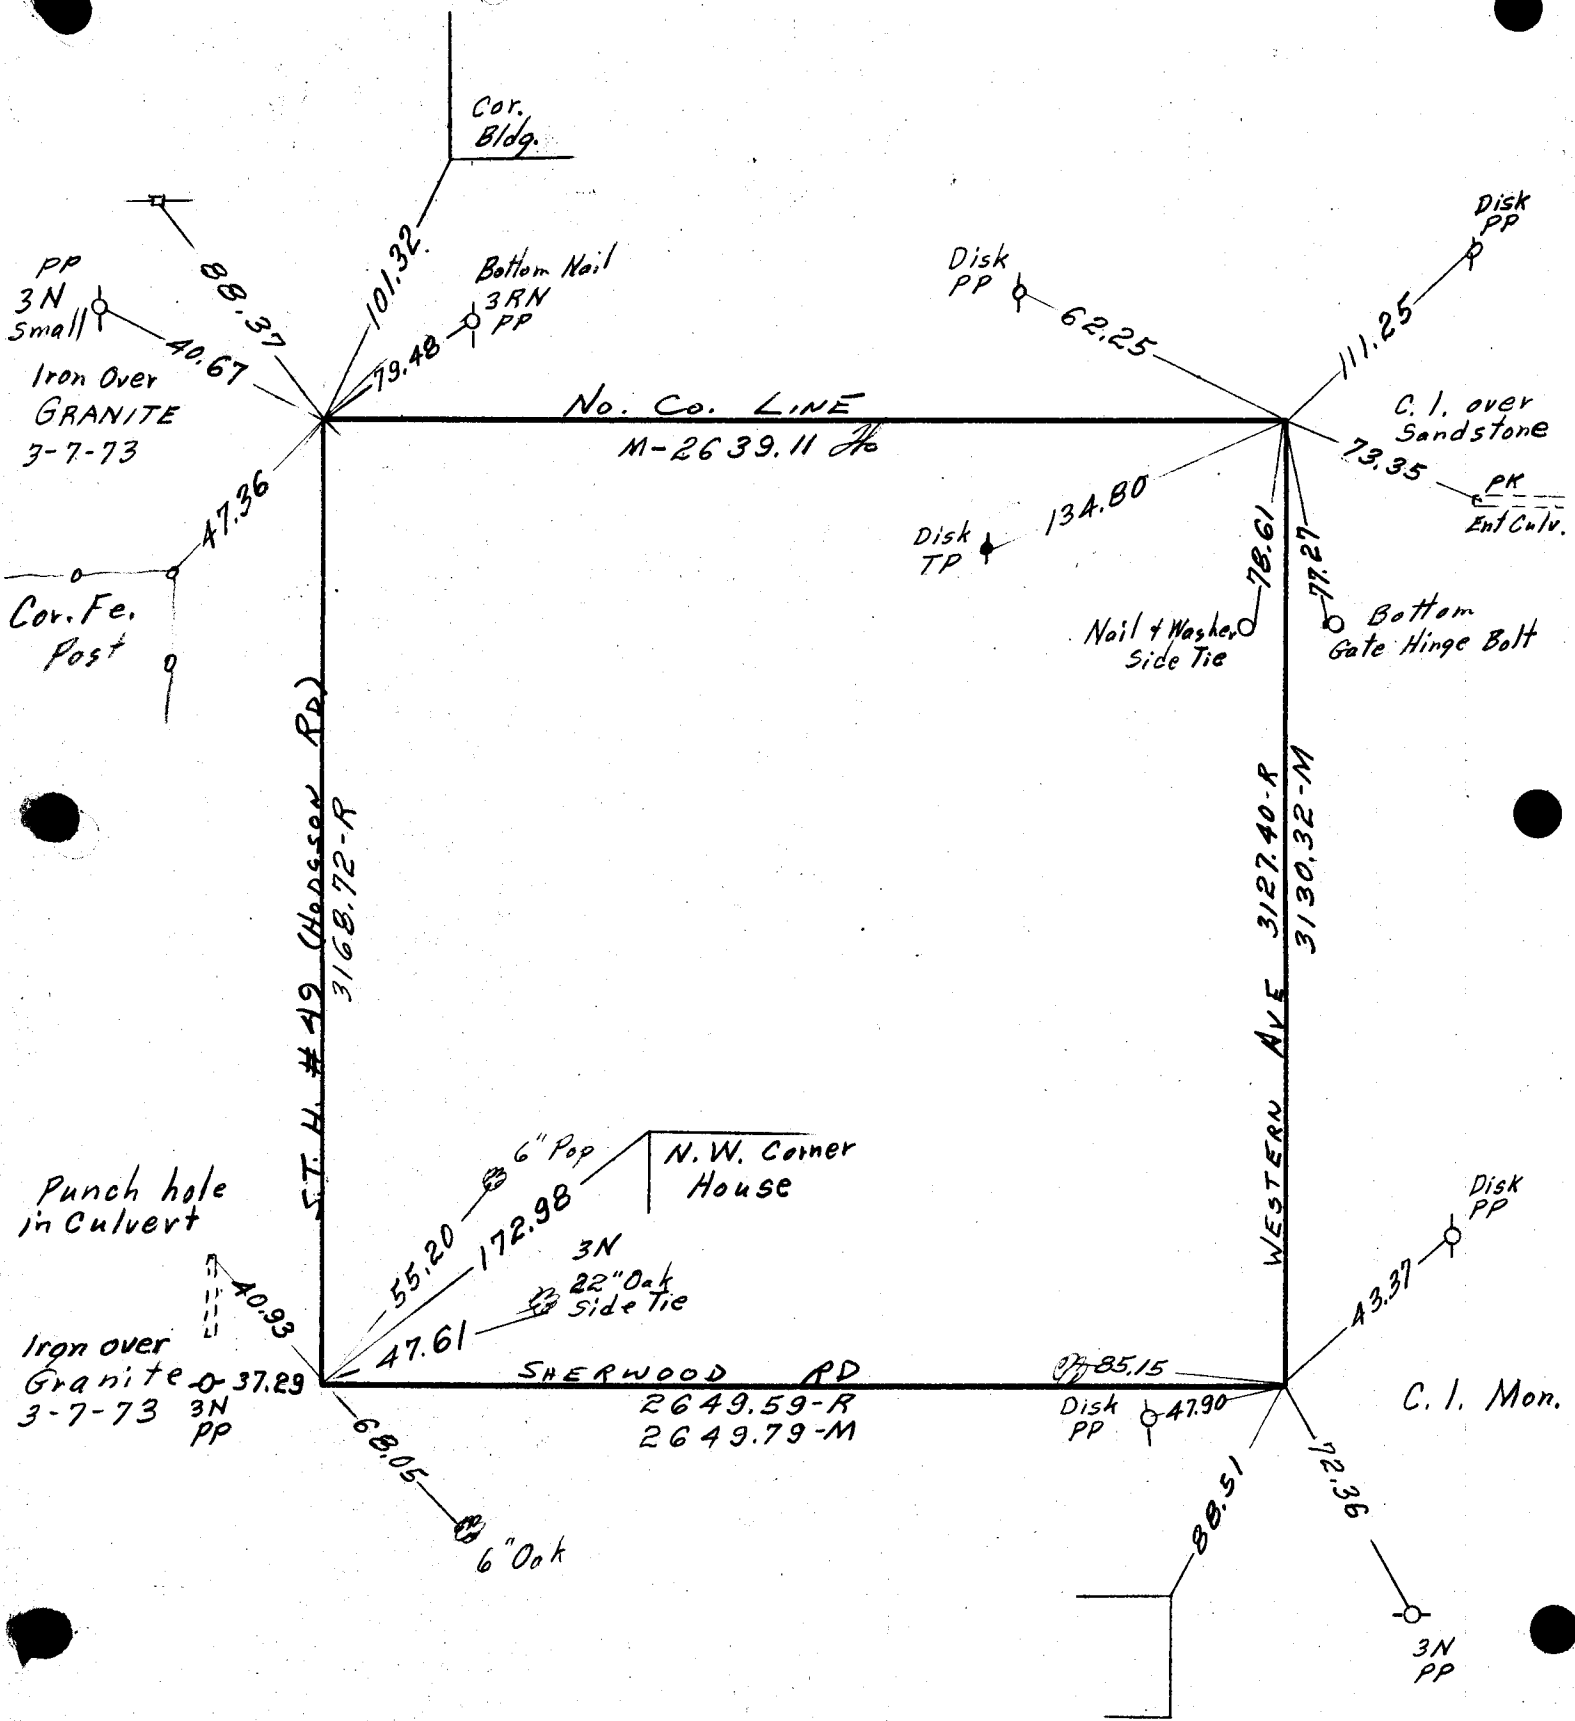 Cor.
Bldg.
101.32
88.37
PP
3N
Small
40.67
Bottom Nail
3RN
PP
79.48
Iron Over
GRANITE
3-7-73
47.36
Cor. Fe.
Post
Disk
PP
62.25
Disk
PP
111.25
No. Co. LINE
M-2639.11
C. I. over
Sandstone
73.35
PK
Ent Culv.
Disk
TP
134.80
78.61
77.27
Nail & Washer
Side Tie
Bottom
Gate Hinge Bolt
S.T. H. #49 (HODGSON RD)
3168.72-R
WESTERN AVE 3127.40-R
3130.32-M
Punch hole
in Culvert
40.93
Iron over
Granite
3-7-73
37.29
3N
PP
6" Pop
55.20
N.W. Corner
House
172.98
3N
22" Oak
Side Tie
47.61
SHERWOOD RD
2649.59-R
2649.79-M
68.05
6" Oak
85.15
Disk
PP
47.90
Disk
PP
43.37
C. I. Mon.
88.51
72.36
3N
PP